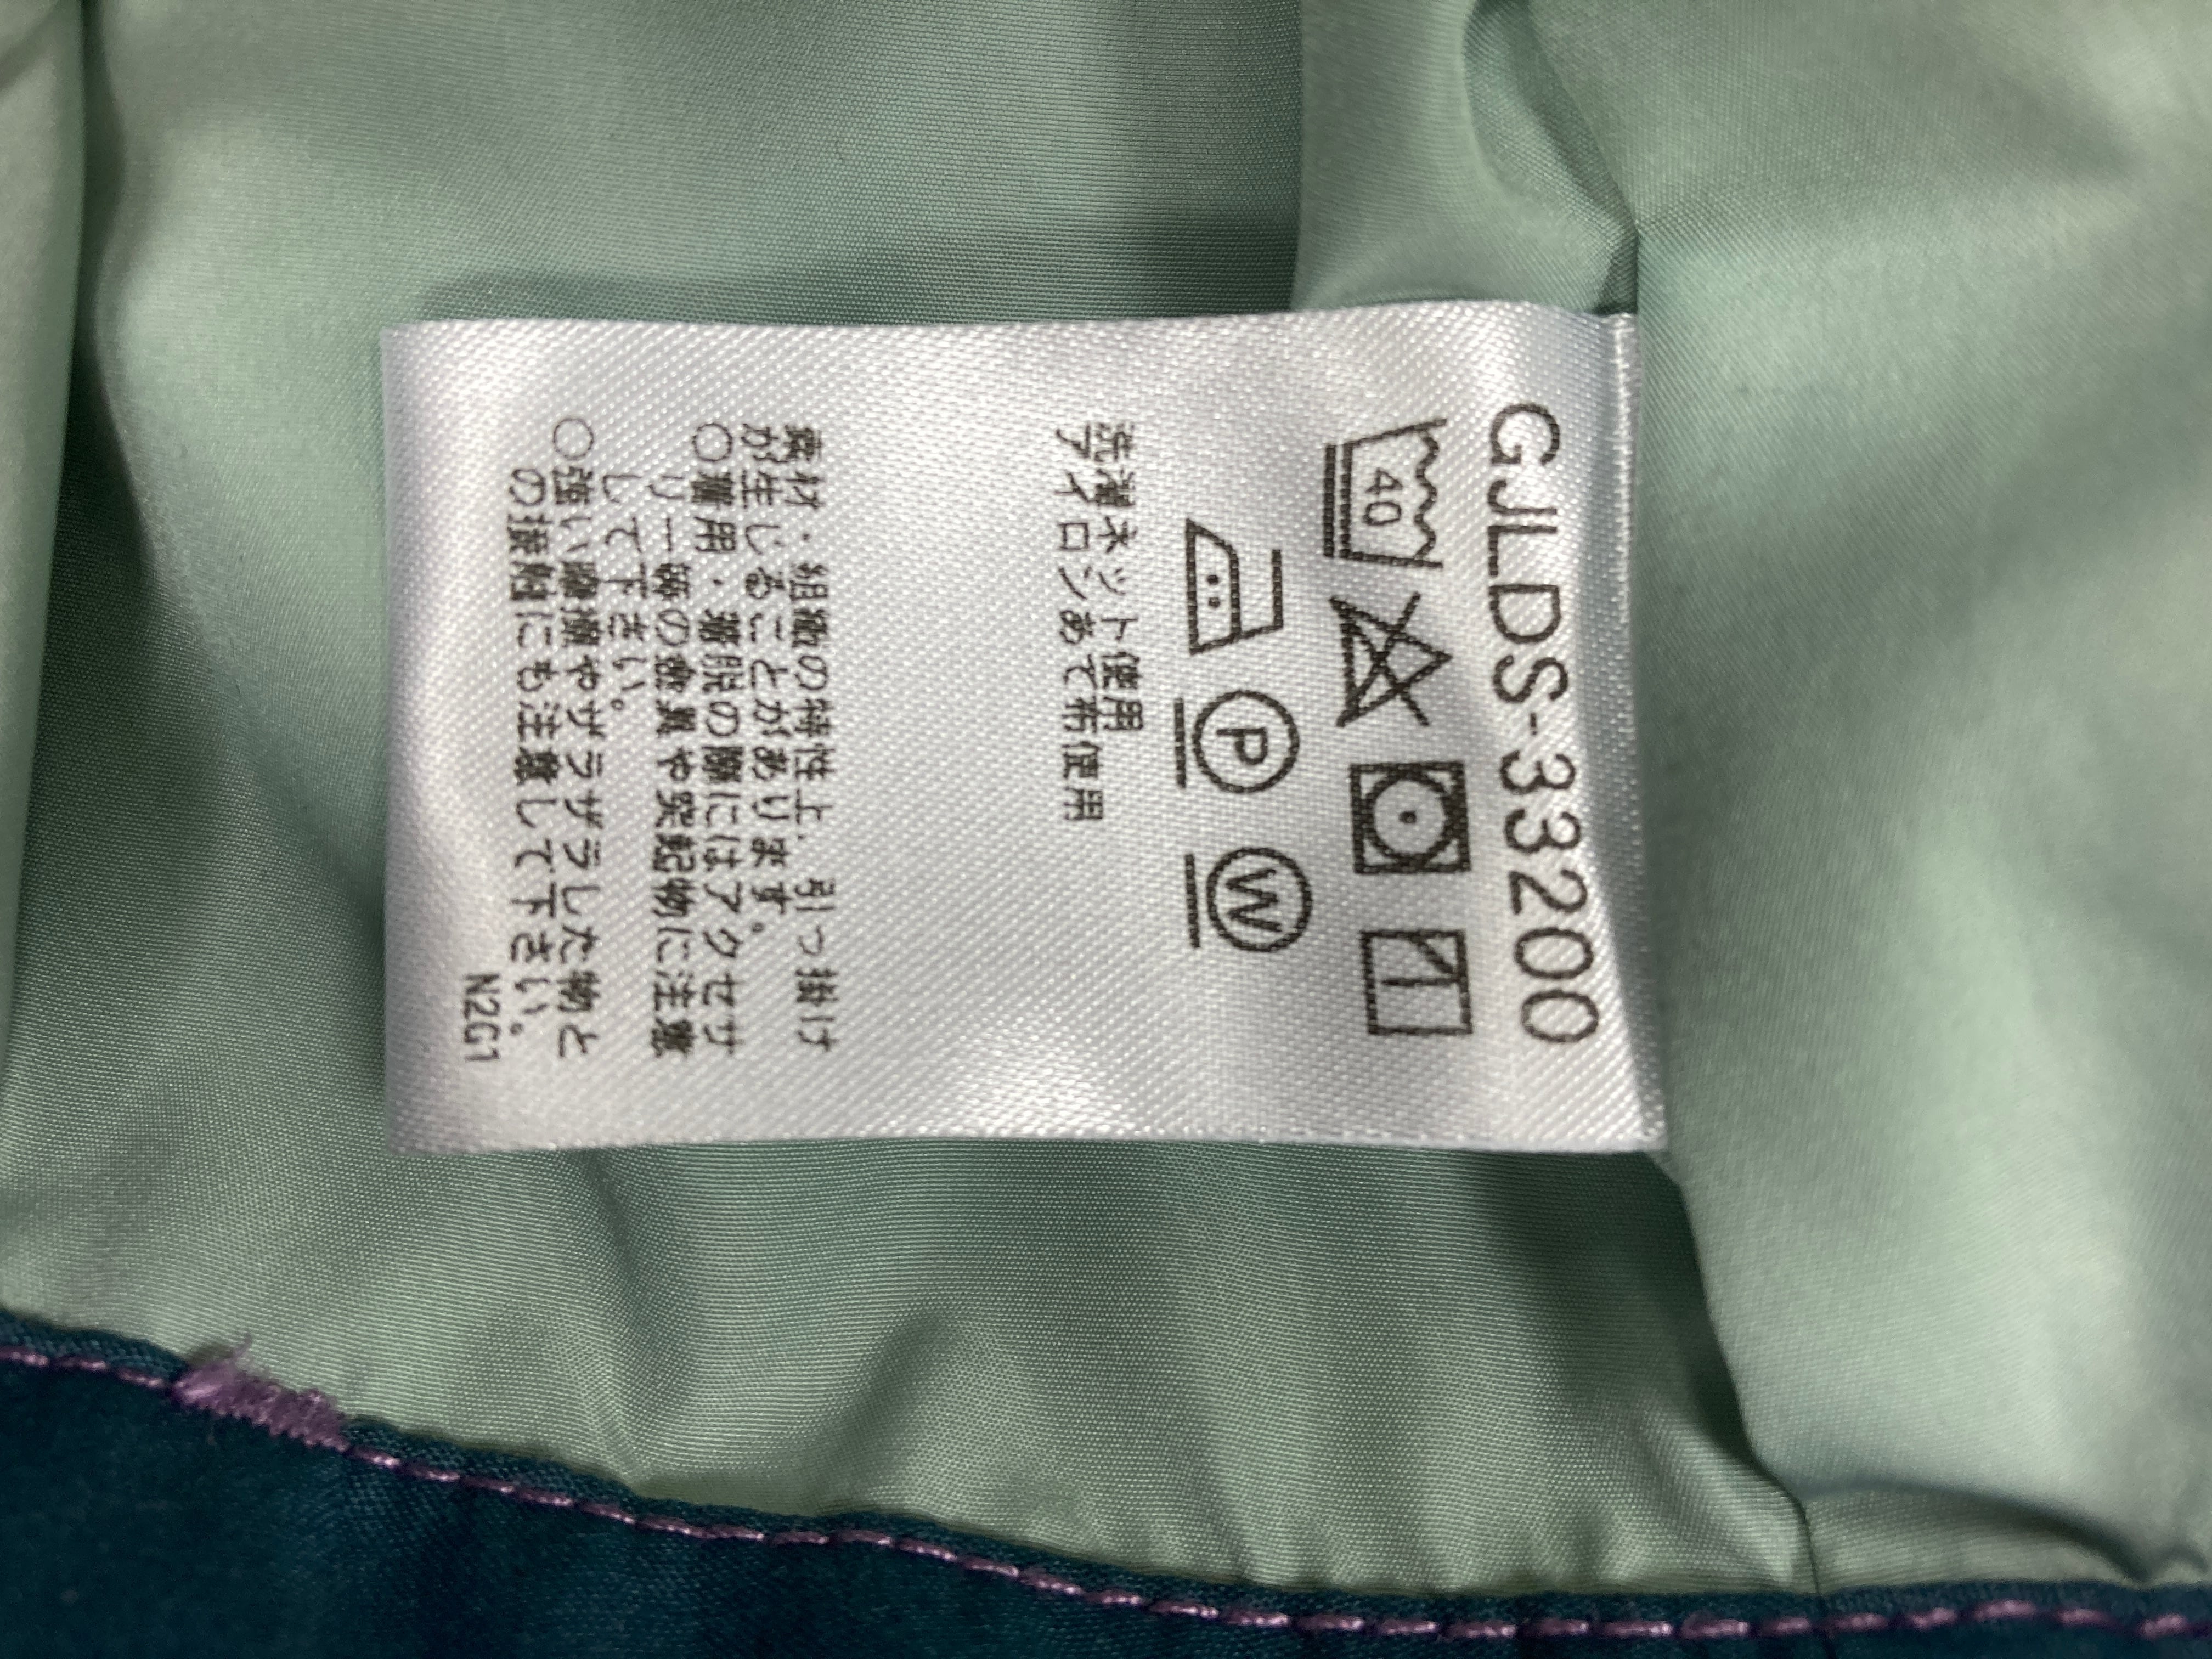 GJLDS-33200
40
P W
洗濯ネット使用
アイロンあて布使用
素材・組織の特性上、引っ掛け
が生じることがあります。
○着用・着脱の際にはアクセサ
リー等の金具や突起物に注意
して下さい。
○強い摩擦やザラザラした物と
の接触にも注意して下さい。
N2G1